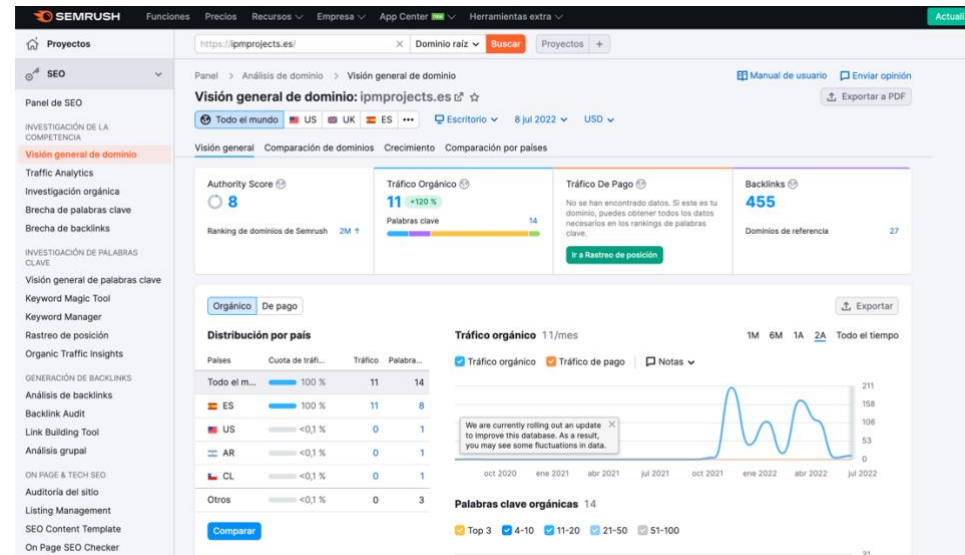 SEMRUSH
Funciones Precios Recursos Empresa App Center NEW Herramientas extra
Actualiz
Proyectos
https://ipmprojects.es/ × Dominio raíz Buscar Proyectos +
SEO
Panel de SEO
INVESTIGACIÓN DE LA
COMPETENCIA
Visión general de dominio
Traffic Analytics
Investigación orgánica
Brecha de palabras clave
Brecha de backlinks
INVESTIGACIÓN DE PALABRAS
CLAVE
Visión general de palabras clave
Keyword Magic Tool
Keyword Manager
Rastreo de posición
Organic Traffic Insights
GENERACIÓN DE BACKLINKS
Análisis de backlinks
Backlink Audit
Link Building Tool
Análisis grupal
ON PAGE & TECH SEO
Auditoría del sitio
Listing Management
SEO Content Template
On Page SEO Checker
Panel > Análisis de dominio > Visión general de dominio
Manual de usuario Enviar opinión
Visión general de dominio: ipmprojects.es
Exportar a PDF
Todo el mundo US UK ES ••• Escritorio 8 jul 2022 USD
Visión general Comparación de dominios Crecimiento Comparación por países
Authority Score
8
Ranking de dominios de Semrush 2M ↑
Tráfico Orgánico
11 +120 %
Palabras clave 14
Tráfico De Pago
No se han encontrado datos. Si este es tu
dominio, puedes obtener todos los datos
necesarios en los rankings de palabras
clave.
Ir a Rastreo de posición
Backlinks
455
Dominios de referencia 27
Orgánico De pago
Exportar
Distribución por país
Países Cuota de tráfi... Tráfico Palabra...
Todo el m... 100 % 11 14
ES 100 % 11 8
US <0,1 % 0 1
AR <0,1 % 0 1
CL <0,1 % 0 1
Otros <0,1 % 0 3
Comparar
Tráfico orgánico 11/mes
1M 6M 1A 2A Todo el tiempo
Tráfico orgánico Tráfico de pago Notas
211
158
106
53
0
We are currently rolling out an update ×
to improve this database. As a result,
you may see some fluctuations in data.
oct 2020 ene 2021 abr 2021 jul 2021 oct 2021 ene 2022 abr 2022 jul 2022
Palabras clave orgánicas 14
Top 3 4-10 11-20 21-50 51-100
31